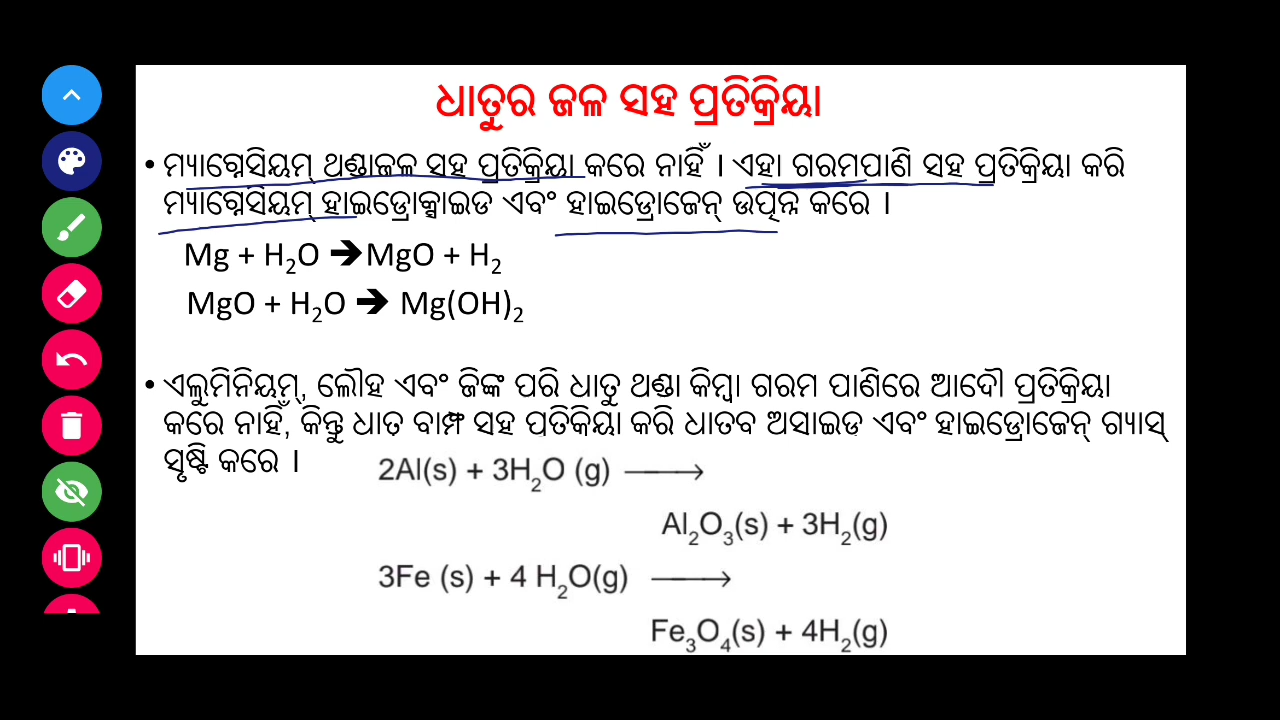 ଧାତୁର ଜଳ ସହ ପ୍ରତିକ୍ରିୟା
• ମ୍ୟାଗ୍ନେସିୟମ୍ ଥଣ୍ଡାଜଳ ସହ ପ୍ରତିକ୍ରିୟା କରେ ନାହିଁ । ଏହା ଗରମପାଣି ସହ ପ୍ରତିକ୍ରିୟା କରି
ମ୍ୟାଗ୍ନେସିୟମ୍ ହାଇଡ୍ରୋକ୍ସାଇଡ ଏବଂ ହାଇଡ୍ରୋଜେନ୍ ଉତ୍ପନ୍ନ କରେ ।
Mg + H₂O ➔MgO + H₂
MgO + H₂O ➔ Mg(OH)₂
• ଏଲୁମିନିୟମ୍, ଲୌହ ଏବଂ ଜିଙ୍କ ପରି ଧାତୁ ଥଣ୍ଡା କିମ୍ବା ଗରମ ପାଣିରେ ଆଦୌ ପ୍ରତିକ୍ରିୟା
କରେ ନାହିଁ, କିନ୍ତୁ ଧାତୁ ବାମ୍ଫ ସହ ପ୍ରତିକ୍ରିୟା କରି ଧାତବ ଅସାଇଡ ଏବଂ ହାଇଡ୍ରୋଜେନ୍ ଗ୍ୟାସ୍
ସୃଷ୍ଟି କରେ ।
2Al(s) + 3H₂O (g) ⟶
Al₂O₃(s) + 3H₂(g)
3Fe (s) + 4 H₂O(g) ⟶
Fe₃O₄(s) + 4H₂(g)